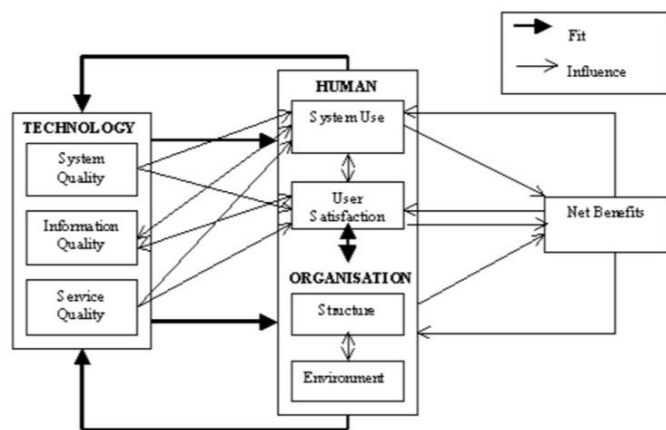 Fit
Influence
HUMAN
System Use
TECHNOLOGY
System
Quality
User
Satisfaction
Information
Quality
Net Benefits
ORGANISATION
Service
Quality
Structure
Environment